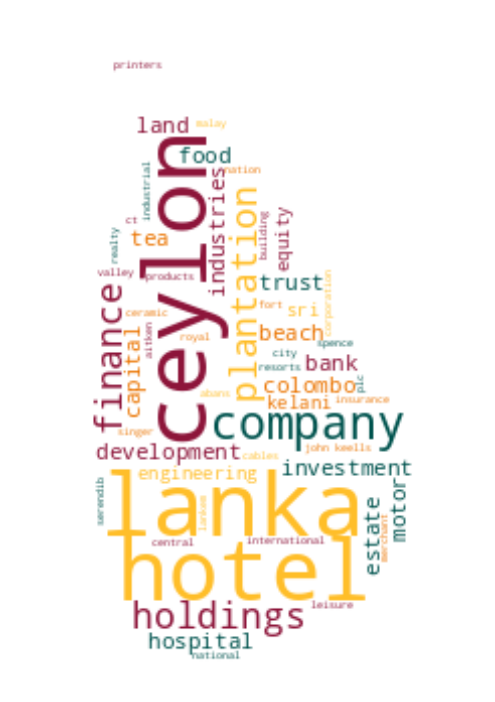 printers
land
malay
food
nation
industrial
ceylon
industries
plantation
building
equity
ct
tea
realty
valley
products
trust
corporation
finance
capital
ceramic
aitken
royal
fort
sri
beach
spence
city
resorts
bank
abans
colombo
plc
kelani
insurance
singer
company
development
cables
john keells
engineering
investment
serendib
lanka
lankem
motor
estate
merchant
central
international
hotel
holdings
leisure
hospital
national